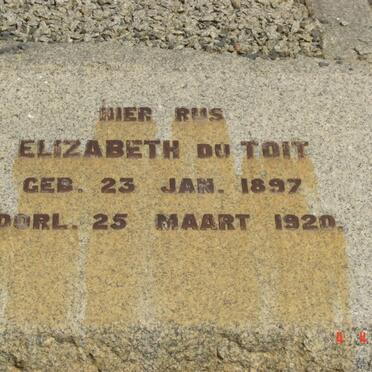 HIER RUS
ELIZABETH DU TOIT
GEB. 23 JAN. 1897
OORL. 25 MAART 1920.